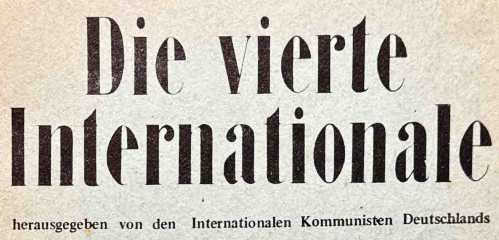 Die vierte
Internationale
herausgegeben von den Internationalen Kommunisten Deutschlands